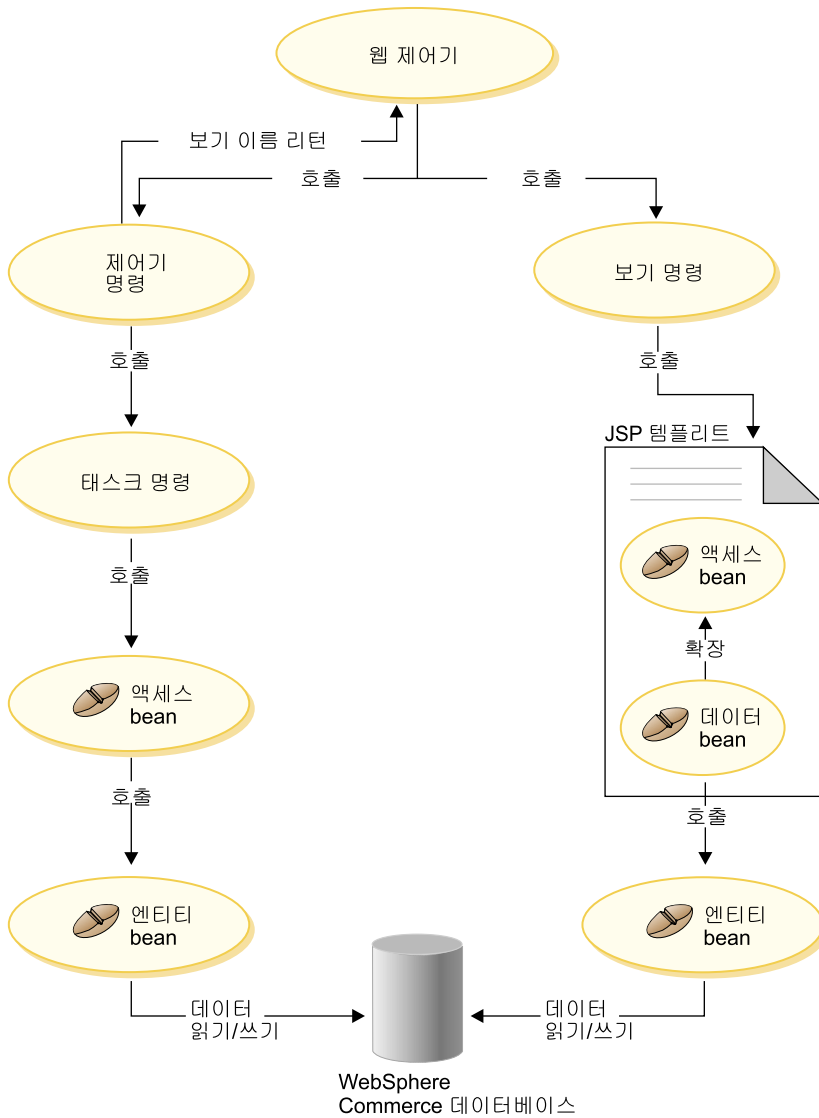 웹 제어기
보기 이름 리턴
호출
호출
제어기
명령
보기 명령
호출
호출
JSP 템플리트
태스크 명령
액세스
bean
호출
확장
액세스
bean
데이터
bean
호출
호출
엔티티
bean
엔티티
bean
데이터
읽기/쓰기
데이터
읽기/쓰기
WebSphere
Commerce 데이터베이스